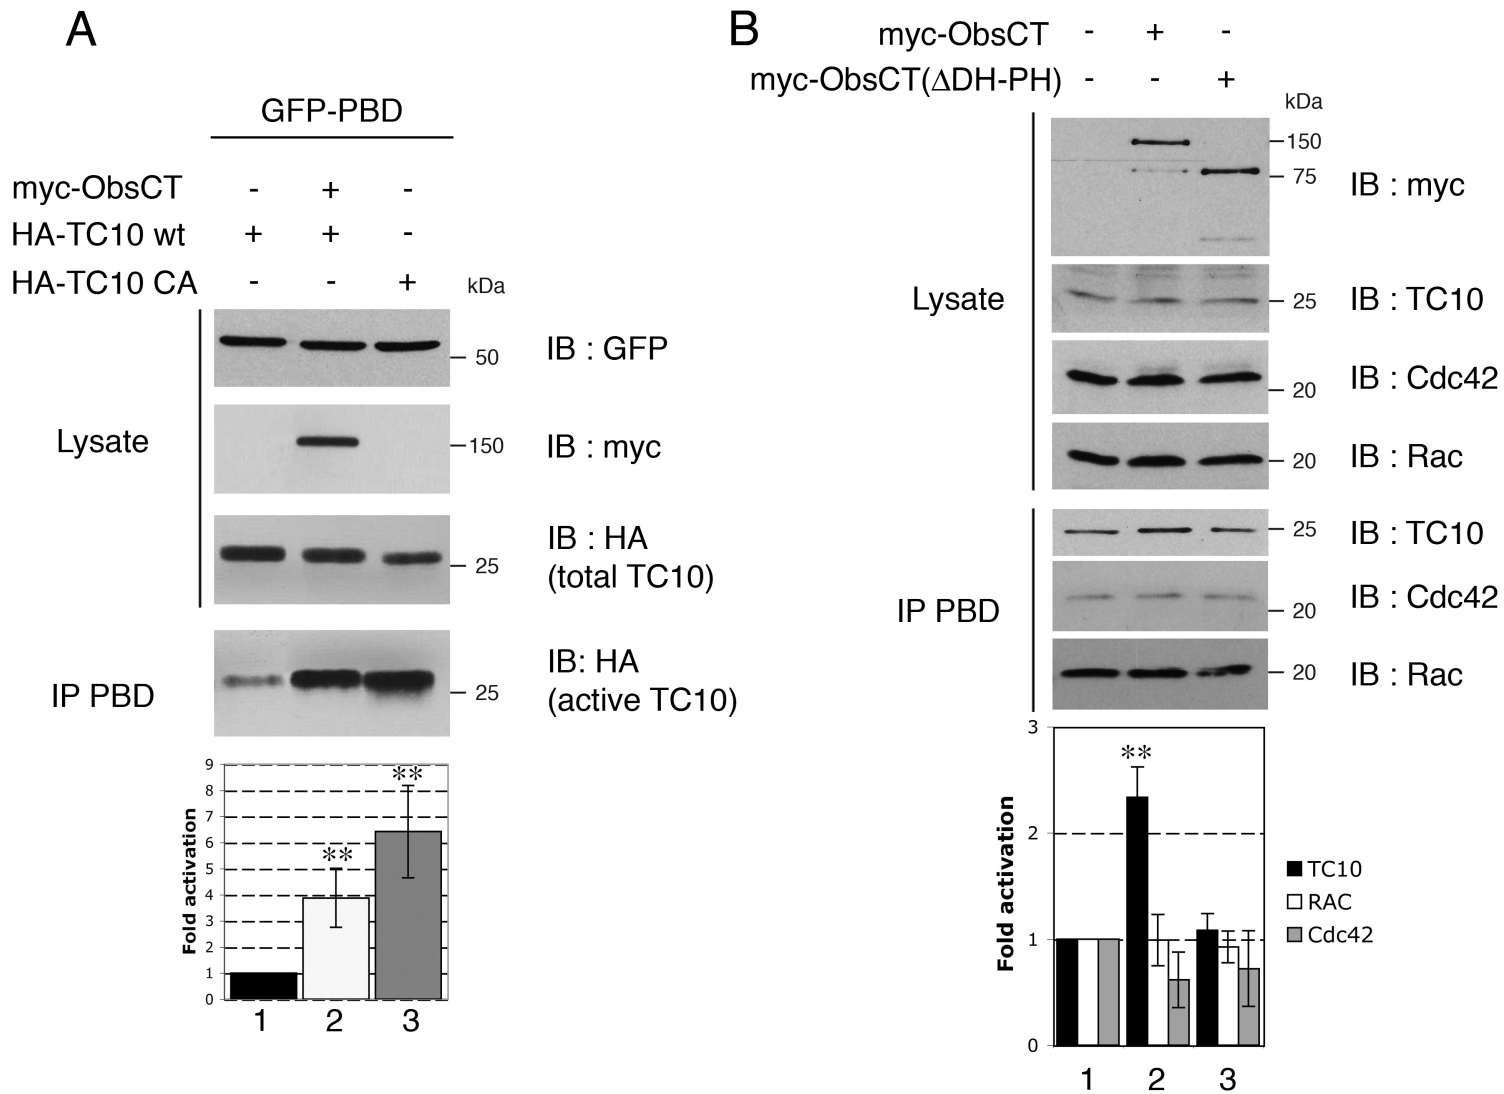 A
GFP-PBD
myc-ObsCT - + -
HA-TC10 wt + + -
HA-TC10 CA - - +
kDa
50
IB : GFP
Lysate
150
IB : myc
IB : HA
(total TC10)
25
IP PBD
IB: HA
(active TC10)
25
Fold activation
9
8
7
6
5
4
3
2
1
0
**
**
1 2 3
B
myc-ObsCT - + -
myc-ObsCT(ΔDH-PH) - - +
kDa
150
75
IB : myc
Lysate
25
IB : TC10
20
IB : Cdc42
20
IB : Rac
IP PBD
25
IB : TC10
20
IB : Cdc42
20
IB : Rac
Fold activation
3
2
1
0
**
TC10
RAC
Cdc42
1 2 3